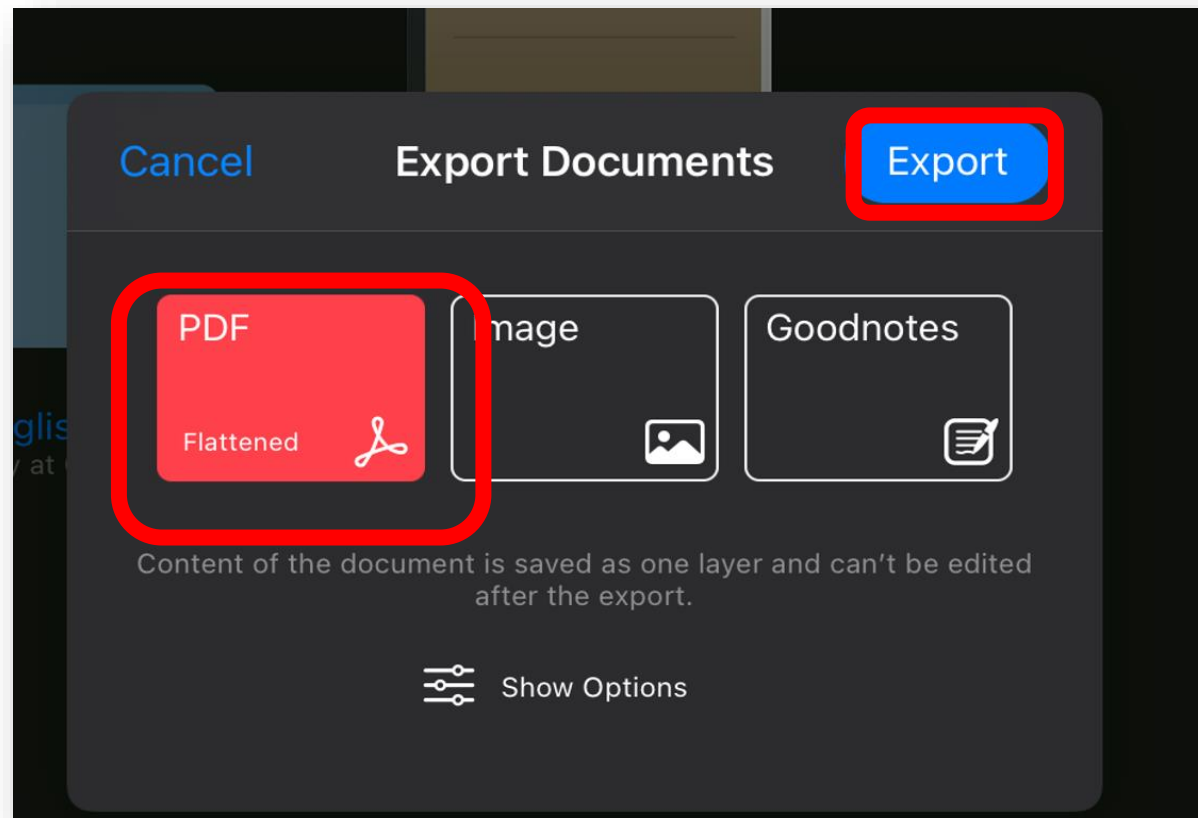 Cancel Export Documents Export
PDF Image Goodnotes
Flattened
Content of the document is saved as one layer and can’t be edited
after the export.
Show Options